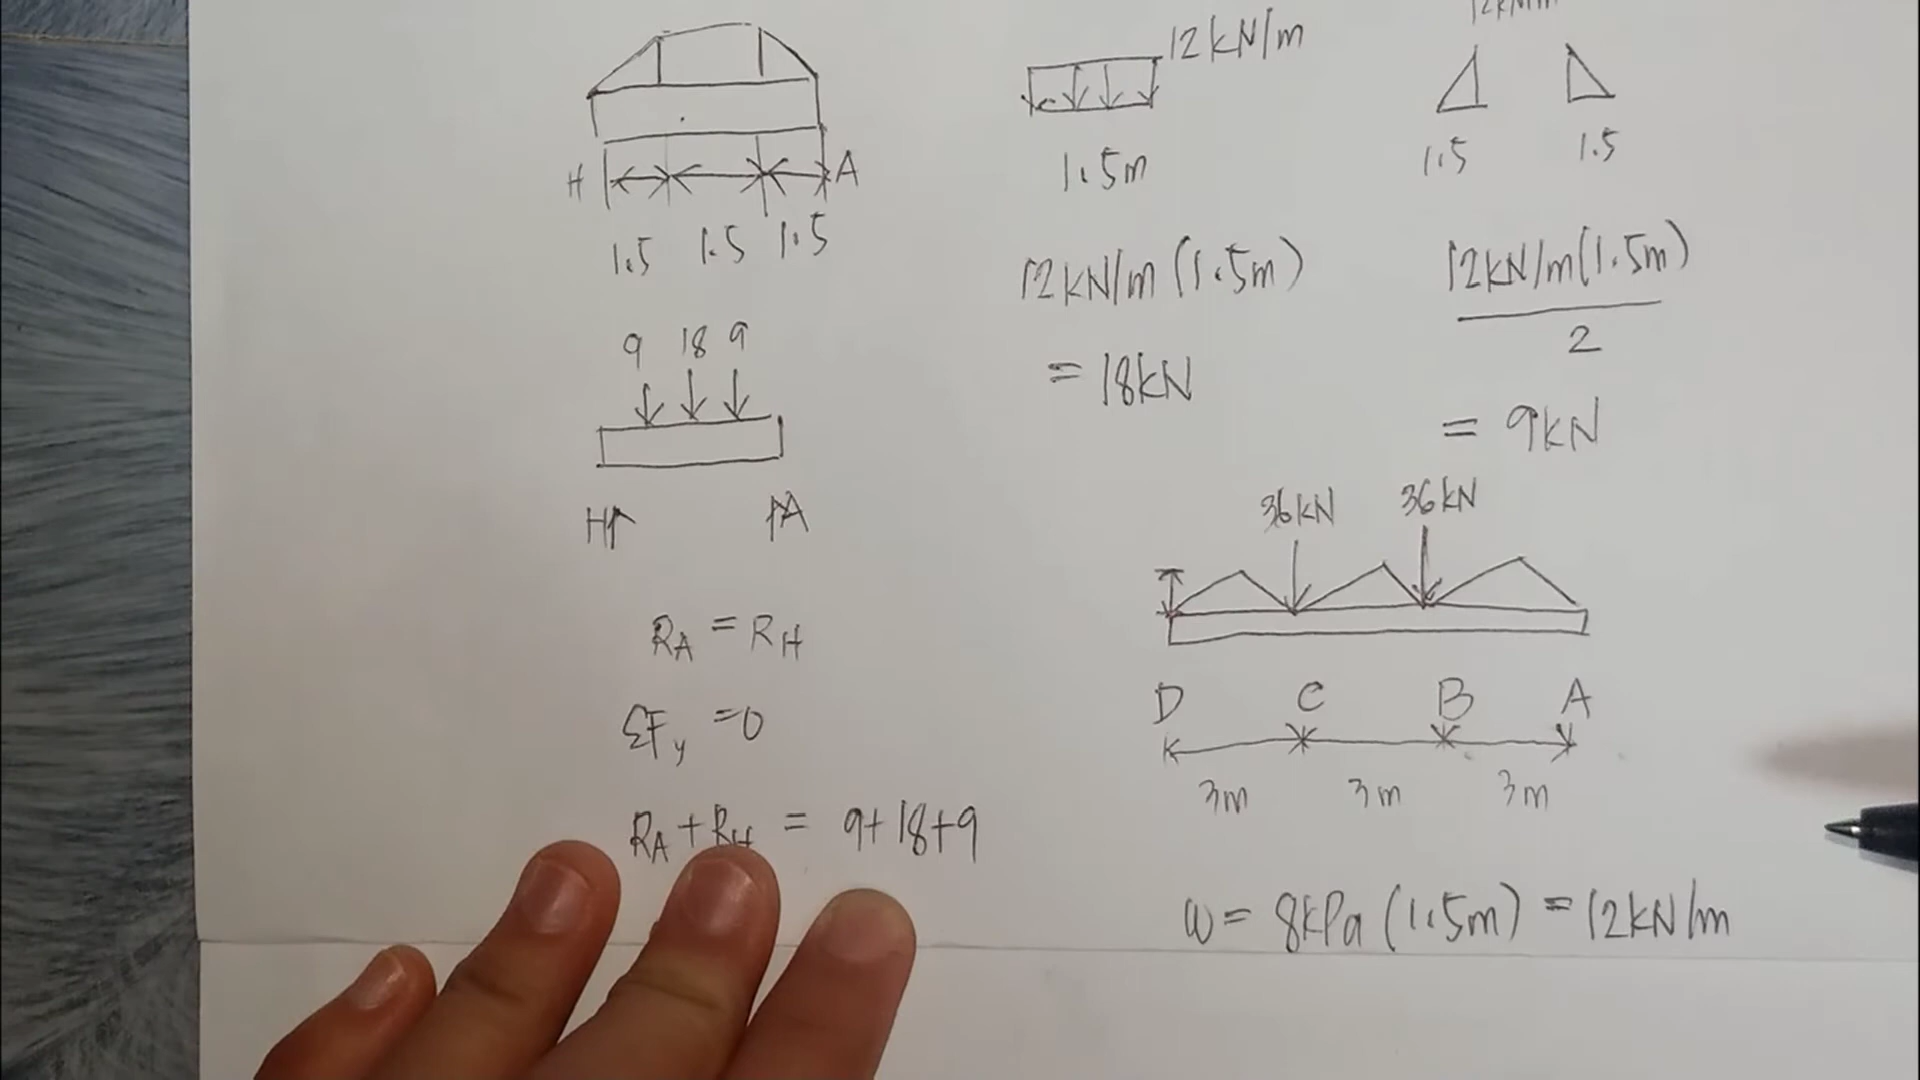 12kN/m
H
A
1.5 1.5 1.5
9 18 9
H A
R_A = R_H
ΣF_y = 0
R_A + R_H = 9+18+9
12kN/m
1.5m
12kN/m (1.5m)
= 18kN
1.5 1.5
12kN/m(1.5m)
2
= 9kN
36kN 36kN
D C B A
3m 3m 3m
ω = 8kPa (1.5m) = 12kN/m